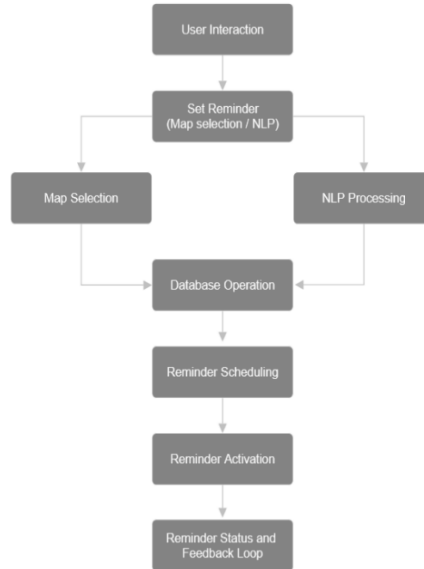 User Interaction
Set Reminder
(Map selection / NLP)
Map Selection
NLP Processing
Database Operation
Reminder Scheduling
Reminder Activation
Reminder Status and
Feedback Loop